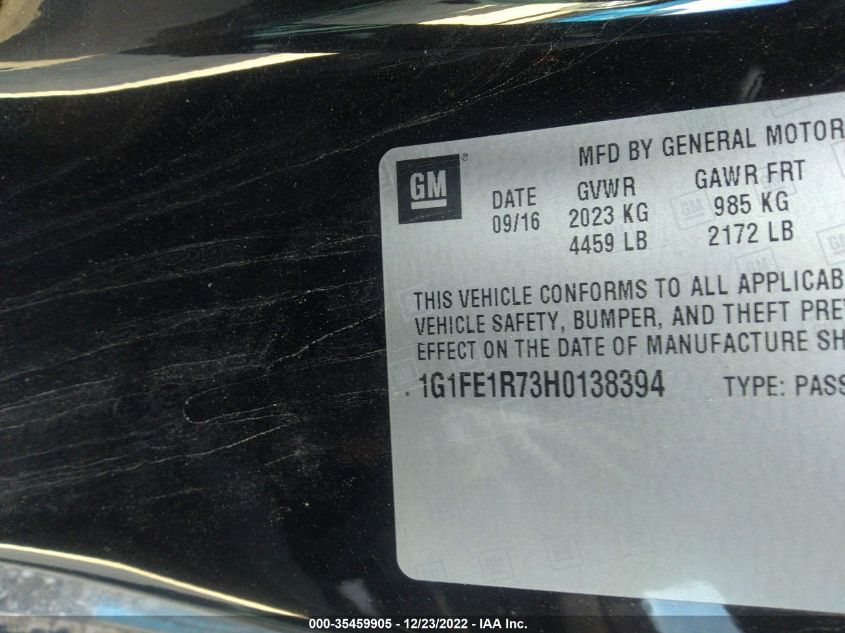 MFD BY GENERAL MOTOR
GM
DATE GVWR GAWR FRT
09/16 2023 KG 985 KG
4459 LB 2172 LB
THIS VEHICLE CONFORMS TO ALL APPLICAB
VEHICLE SAFETY, BUMPER, AND THEFT PRE
EFFECT ON THE DATE OF MANUFACTURE SH
1G1FE1R73H0138394 TYPE: PASS
000-35459905 - 12/23/2022 - IAA Inc.